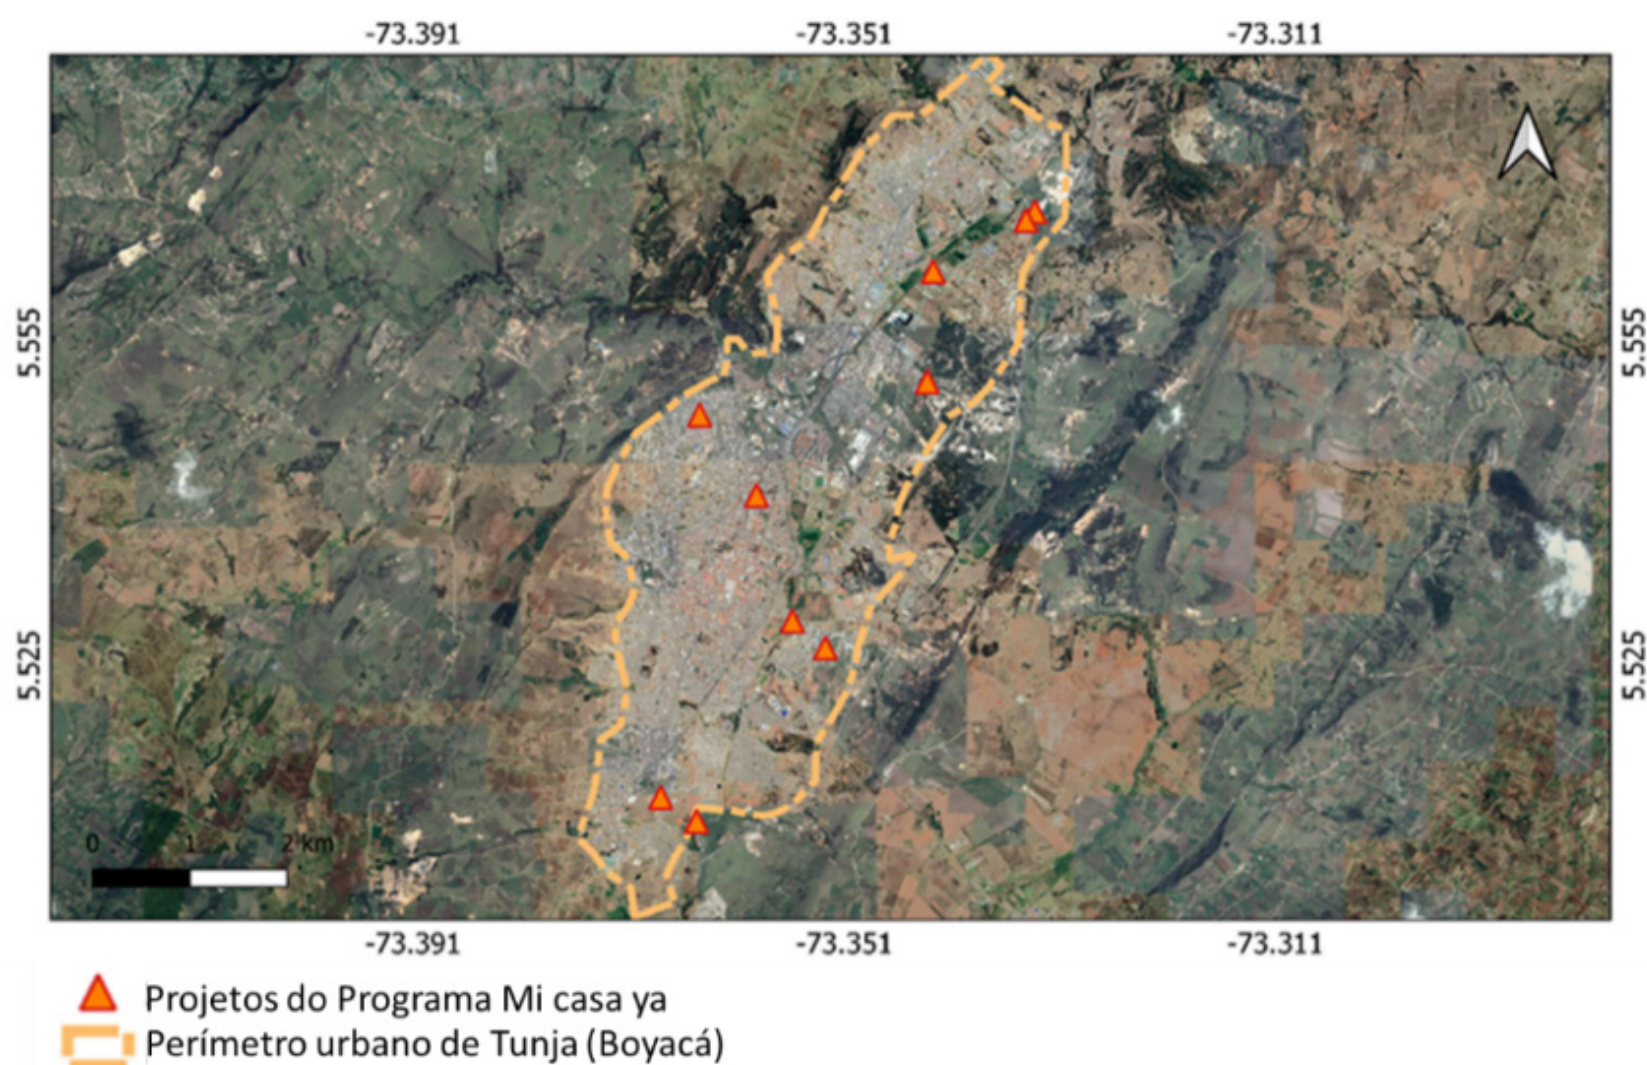 -73.391 -73.351 -73.311
5.555 5.555
5.525 5.525
0 1 2 km
-73.391 -73.351 -73.311
Projetos do Programa Mi casa ya
Perímetro urbano de Tunja (Boyacá)